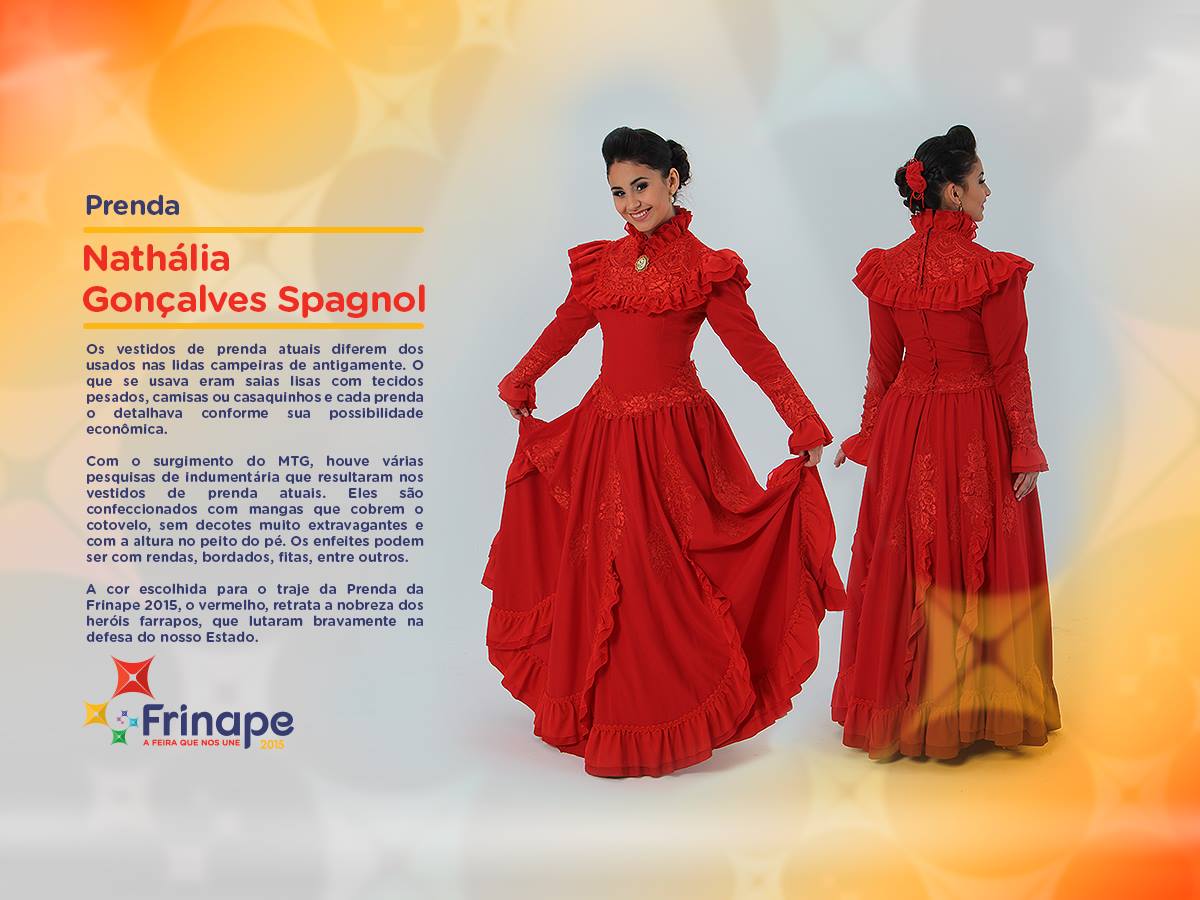 Prenda
Nathália
Gonçalves Spagnol
Os vestidos de prenda atuais diferem dos
usados nas lidas campeiras de antigamente. O
que se usava eram saias lisas com tecidos
pesados, camisas ou casaquinhos e cada prenda
o detalhava conforme sua possibilidade
econômica.
Com o surgimento do MTG, houve várias
pesquisas de indumentária que resultaram nos
vestidos de prenda atuais. Eles são
confeccionados com mangas que cobrem o
cotovelo, sem decotes muito extravagantes e
com a altura no peito do pé. Os enfeites podem
ser com rendas, bordados, fitas, entre outros.
A cor escolhida para o traje da Prenda da
Frinape 2015, o vermelho, retrata a nobreza dos
heróis farrapos, que lutaram bravamente na
defesa do nosso Estado.
Frinape
A FEIRA QUE NOS UNE 2015